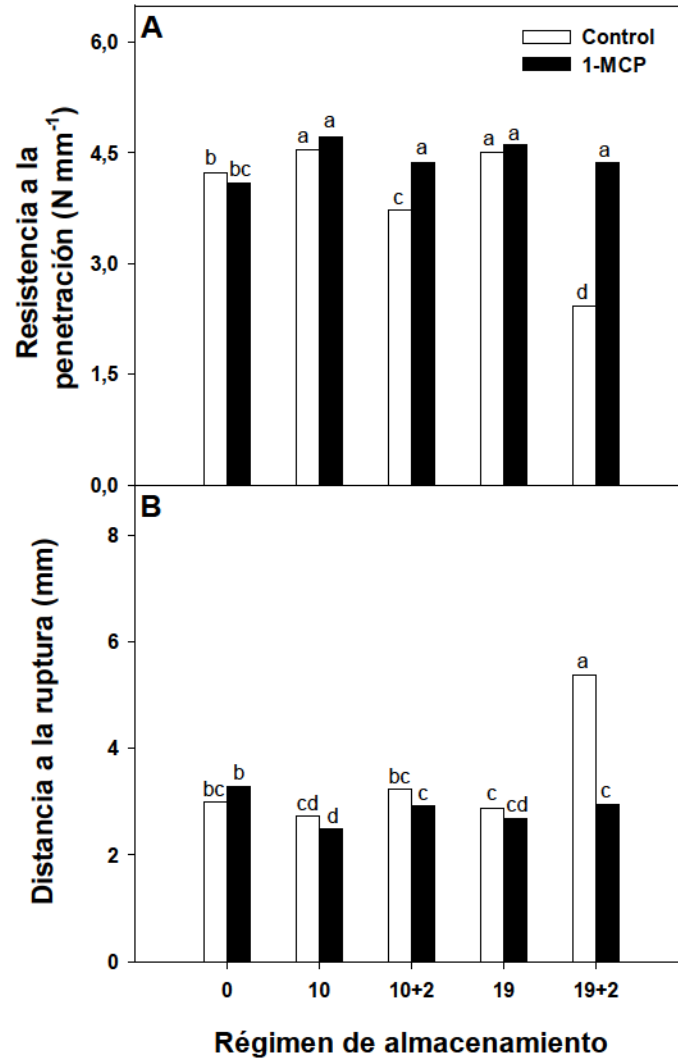 A
Control
1-MCP
Resistencia a la
penetración (N mm⁻¹)
6,0
4,5
3,0
1,5
0,0
b
bc
a
a
c
a
a
a
d
a
B
Distancia a la ruptura (mm)
8
6
4
2
0
bc
b
cd
d
bc
c
c
cd
a
c
0
10
10+2
19
19+2
Régimen de almacenamiento